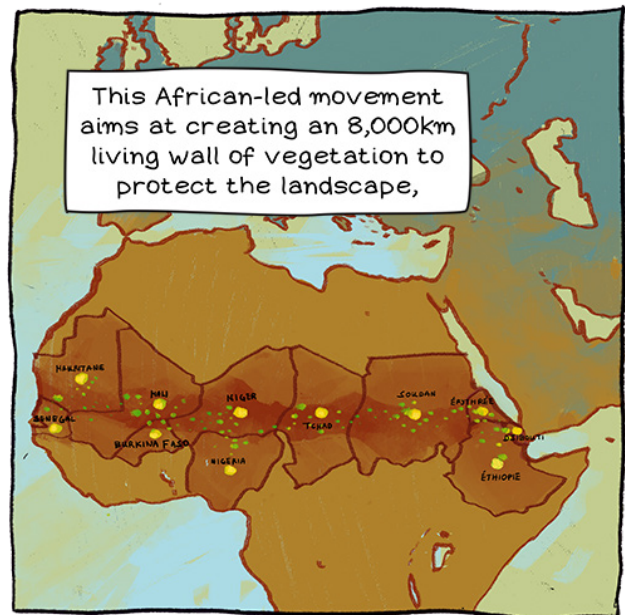 This African-led movement
aims at creating an 8,000km
living wall of vegetation to
protect the landscape,
MAURITANIE
MALI
NIGER
SOUDAN
ÉRYTHRÉE
SENEGAL
TCHAD
DJIBOUTI
BURKINA FASO
NIGERIA
ÉTHIOPIE